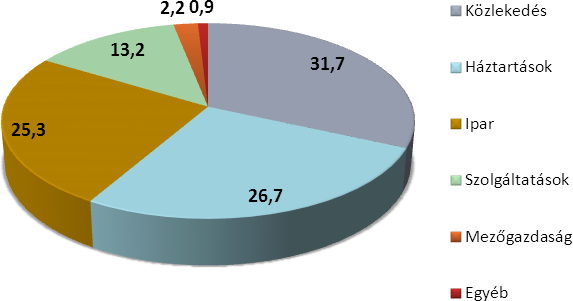 2,2 0,9
13,2
31,7
25,3
26,7
Közlekedés
Háztartások
Ipar
Szolgáltatások
Mezőgazdaság
Egyéb